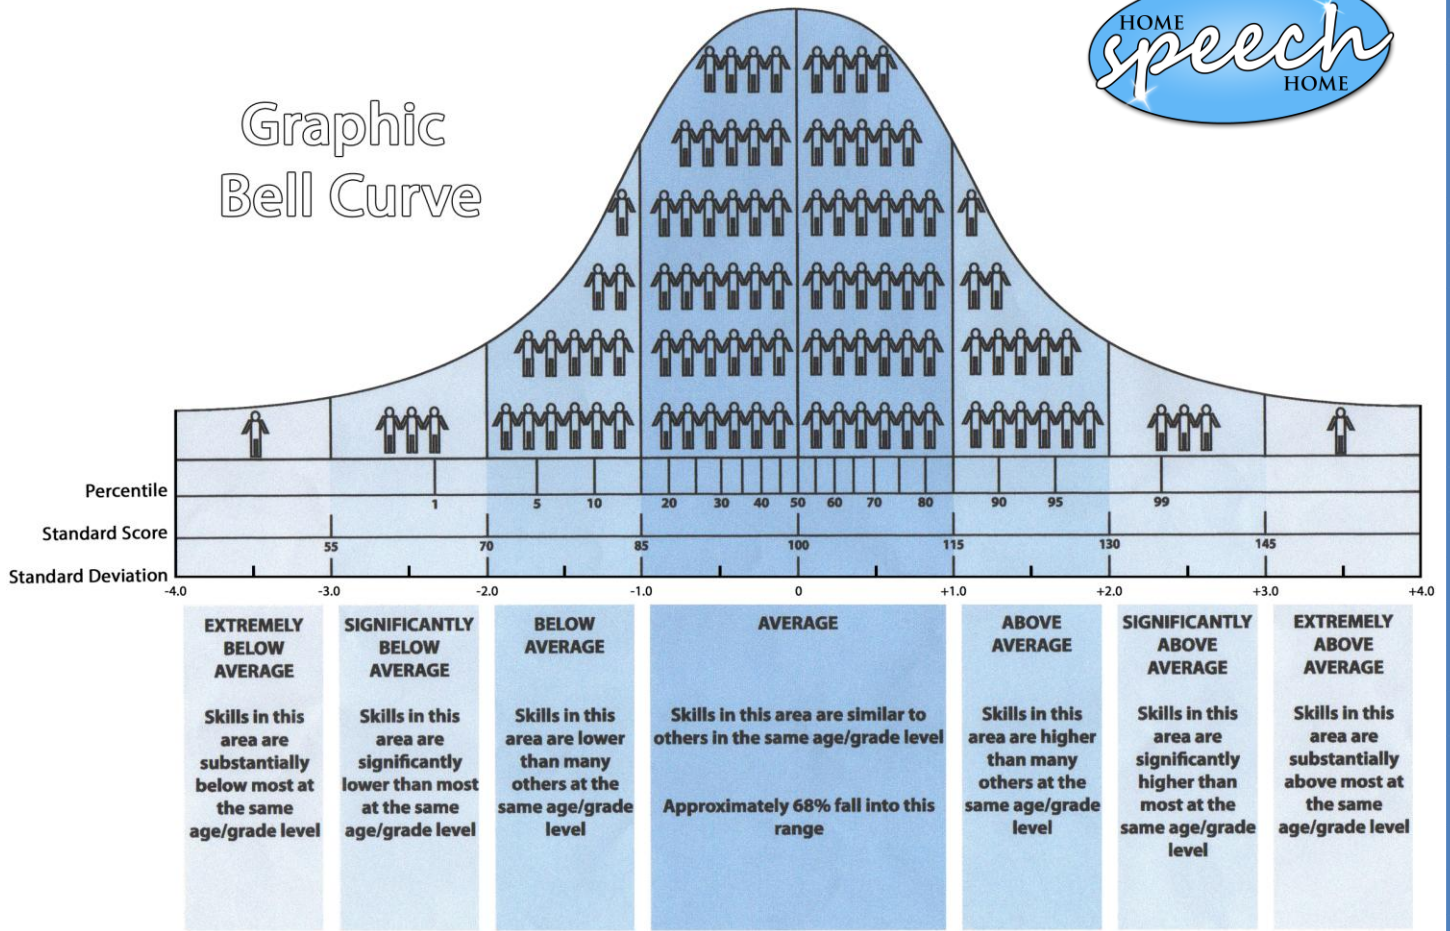 HOME
speech
HOME
Graphic
Bell Curve
Percentile
1 5 10 20 30 40 50 60 70 80 90 95 99
Standard Score
55 70 85 100 115 130 145
Standard Deviation
-4.0 -3.0 -2.0 -1.0 0 +1.0 +2.0 +3.0 +4.0
EXTREMELY
BELOW
AVERAGE
Skills in this
area are
substantially
below most at
the same
age/grade level
SIGNIFICANTLY
BELOW
AVERAGE
Skills in this
area are
significantly
lower than most
at the same
age/grade level
BELOW
AVERAGE
Skills in this
area are lower
than many
others at the
same age/grade
level
AVERAGE
Skills in this area are similar to
others in the same age/grade level
Approximately 68% fall into this
range
ABOVE
AVERAGE
Skills in this
area are higher
than many
others at the
same age/grade
level
SIGNIFICANTLY
ABOVE
AVERAGE
Skills in this
area are
significantly
higher than
most at the
same age/grade
level
EXTREMELY
ABOVE
AVERAGE
Skills in this
area are
substantially
above most at
the same
age/grade level